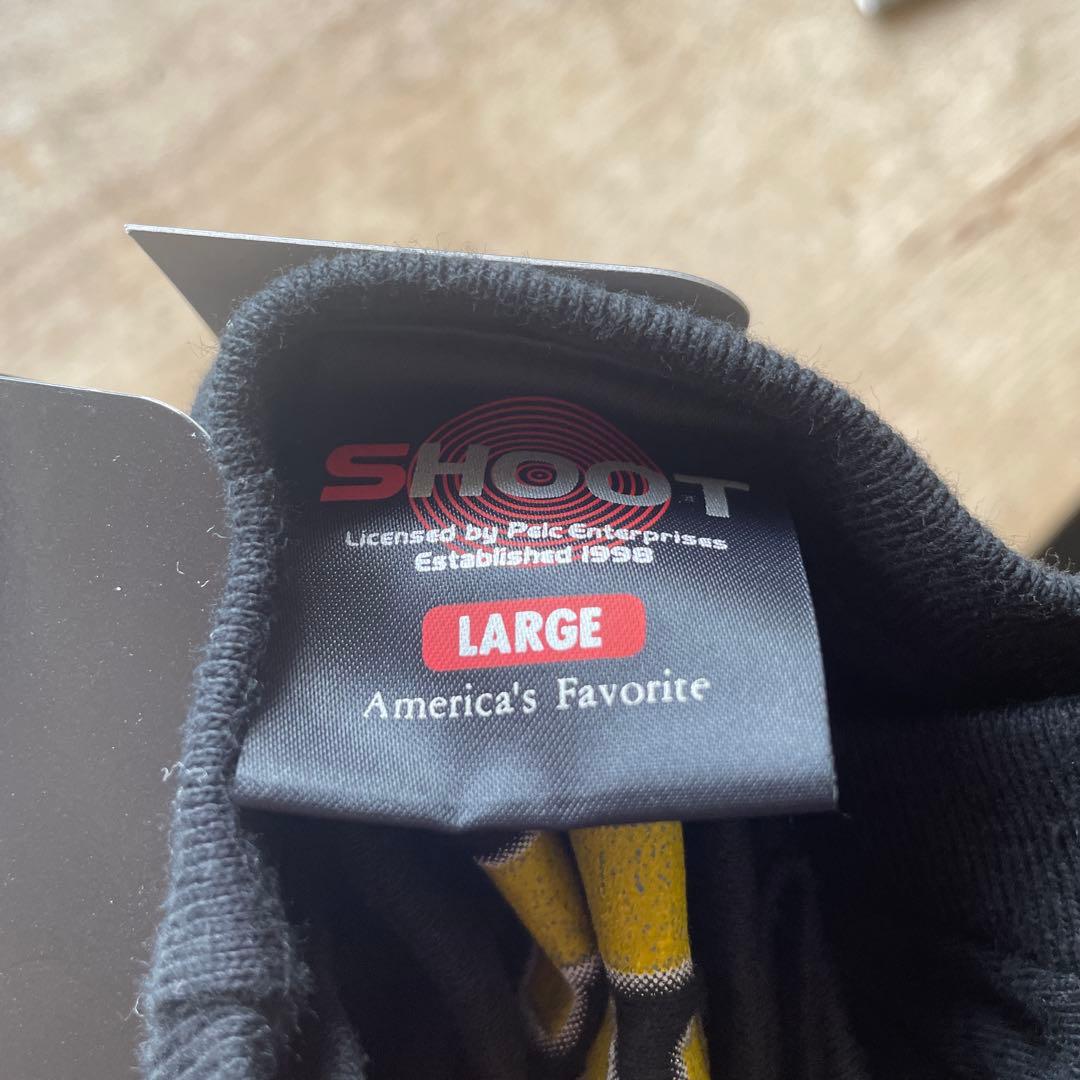 SHOOT
Licensed by Pelc Enterprises
Established 1998
LARGE
America's Favorite